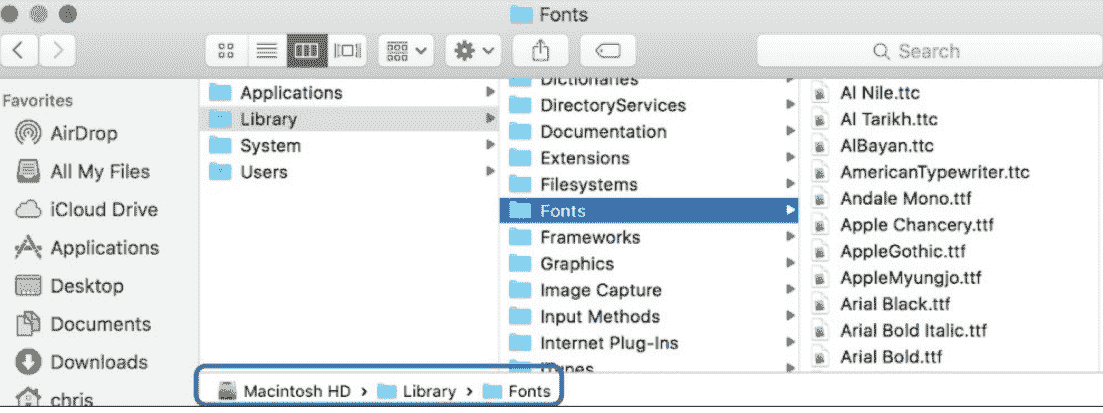 Fonts
Search
Favorites
AirDrop
All My Files
iCloud Drive
Applications
Desktop
Documents
Downloads
chris
Applications
Library
System
Users
Dictionaries
DirectoryServices
Documentation
Extensions
Filesystems
Fonts
Frameworks
Graphics
Image Capture
Input Methods
Internet Plug-Ins
iTunes
Al Nile.ttc
Al Tarikh.ttc
AlBayan.ttc
AmericanTypewriter.ttc
Andale Mono.ttf
Apple Chancery.ttf
AppleGothic.ttf
AppleMyungjo.ttf
Arial Black.ttf
Arial Bold Italic.ttf
Arial Bold.ttf
Macintosh HD > Library > Fonts